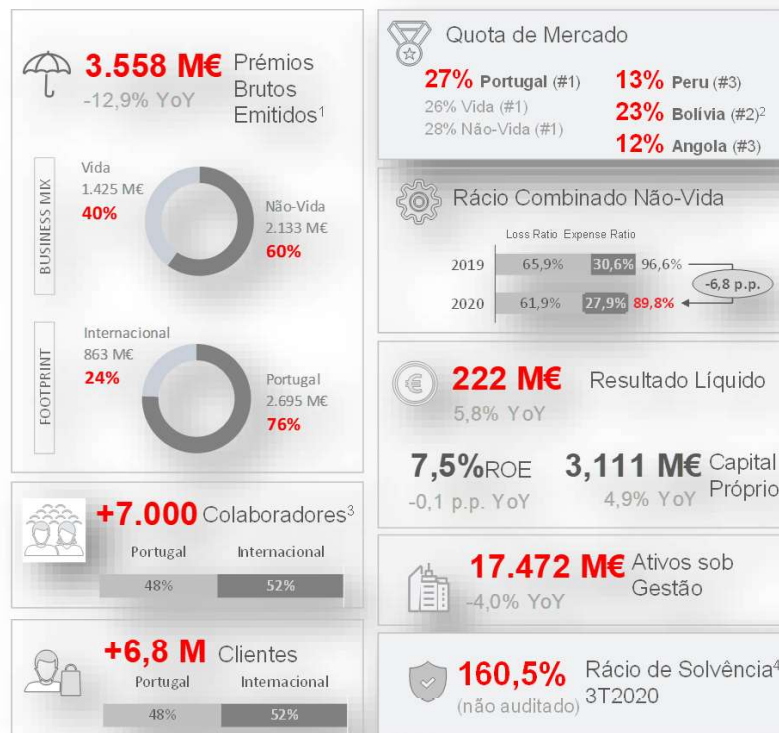 3.558 M€ Prémios
Brutos
Emitidos¹
-12,9% YoY
BUSINESS MIX
Vida
1.425 M€
40%
Não-Vida
2.133 M€
60%
FOOTPRINT
Internacional
863 M€
24%
Portugal
2.695 M€
76%
+7.000 Colaboradores³
Portugal Internacional
48% 52%
+6,8 M Clientes
Portugal Internacional
48% 52%
Quota de Mercado
27% Portugal (#1)
26% Vida (#1)
28% Não-Vida (#1)
13% Peru (#3)
23% Bolívia (#2)²
12% Angola (#3)
Rácio Combinado Não-Vida
Loss Ratio Expense Ratio
2019 65,9% 30,6% 96,6%
-6,8 p.p.
2020 61,9% 27,9% 89,8%
222 M€ Resultado Líquido
5,8% YoY
7,5% ROE
-0,1 p.p. YoY
3,111 M€ Capital
Próprio
4,9% YoY
17.472 M€ Ativos sob
Gestão
-4,0% YoY
160,5% Rácio de Solvência⁴
(não auditado) 3T2020